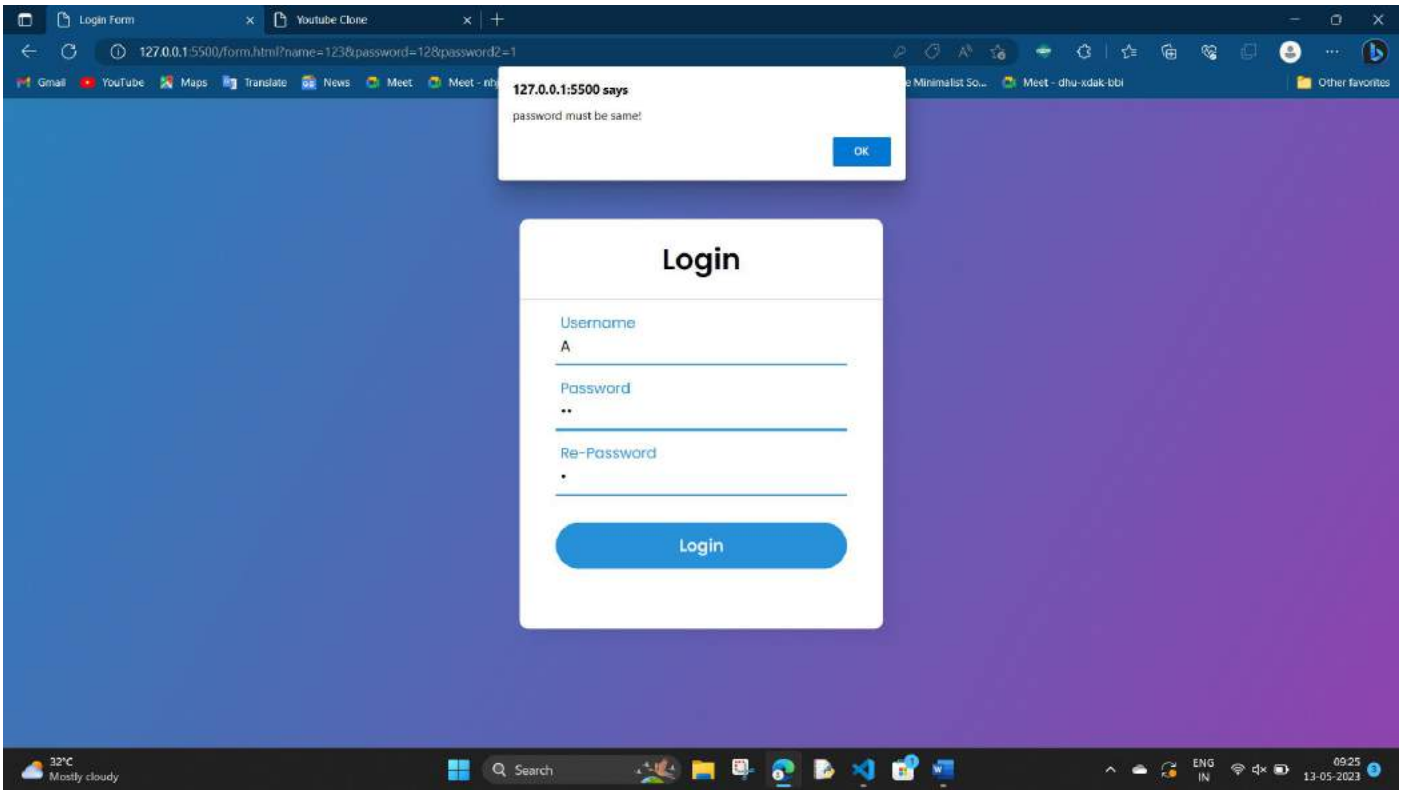 Login Form
Youtube Clone
127.0.0.1:5500/form.html?name=123&password=12&password2=1
Gmail YouTube Maps Translate News Meet Meet - nh
e Minimalist So... Meet - dhu-xdak-bbi Other favorites
127.0.0.1:5500 says
password must be same!
OK
Login
Username
A
Password
••
Re-Password
•
Login
32°C
Mostly cloudy
Search
ENG
IN
09:25
13-05-2023
3